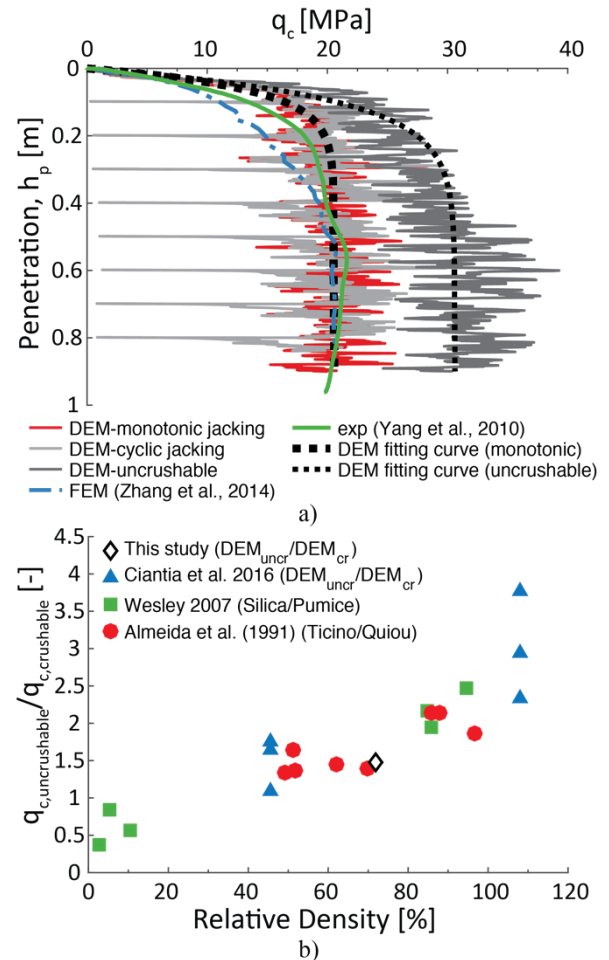 q_c [MPa]
0 10 20 30 40
Penetration, h_p [m]
0
0.2
0.4
0.6
0.8
1
DEM-monotonic jacking
DEM-cyclic jacking
DEM-uncrushable
FEM (Zhang et al., 2014)
exp (Yang et al., 2010)
DEM fitting curve (monotonic)
DEM fitting curve (uncrushable)
a)
q_c,uncrushable/q_c,crushable [-]
4.5
4
3.5
3
2.5
2
1.5
1
0.5
0
This study (DEM_uncr/DEM_cr)
Ciantia et al. 2016 (DEM_uncr/DEM_cr)
Wesley 2007 (Silica/Pumice)
Almeida et al. (1991) (Ticino/Quiou)
0 20 40 60 80 100 120
Relative Density [%]
b)